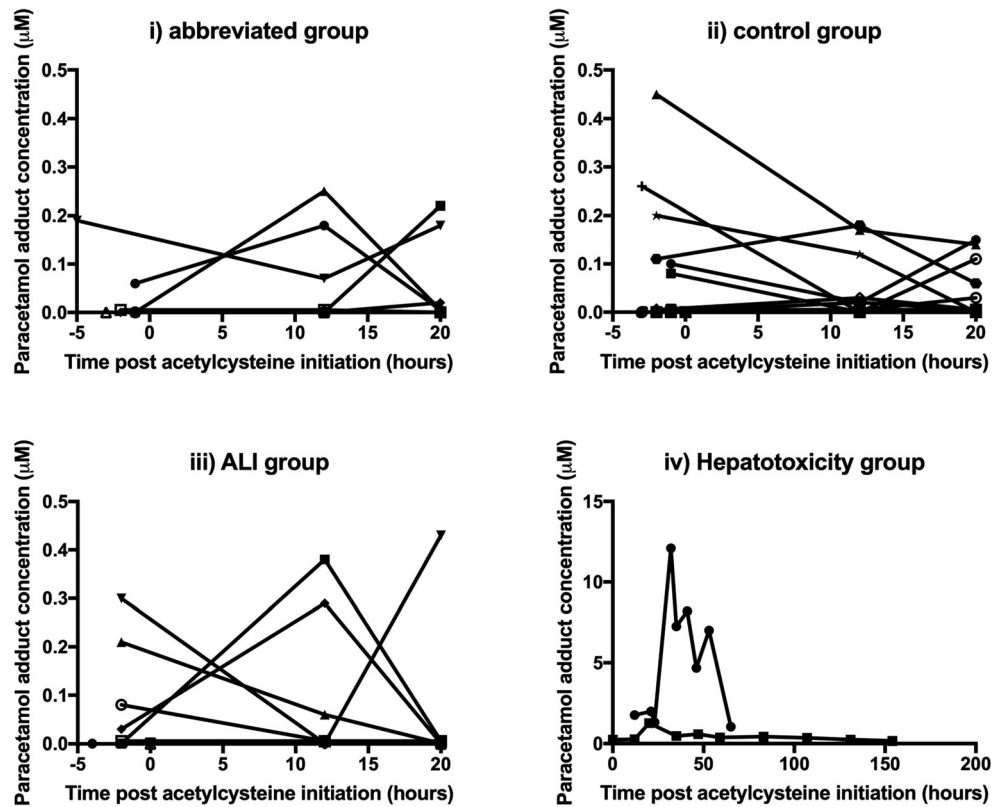 i) abbreviated group
Paracetamol adduct concentration (μM)
0.5
0.4
0.3
0.2
0.1
0.0
-5 0 5 10 15 20
Time post acetylcysteine initiation (hours)
ii) control group
Paracetamol adduct concentration (μM)
0.5
0.4
0.3
0.2
0.1
0.0
-5 0 5 10 15 20
Time post acetylcysteine initiation (hours)
iii) ALI group
Paracetamol adduct concentration (μM)
0.5
0.4
0.3
0.2
0.1
0.0
-5 0 5 10 15 20
Time post acetylcysteine initiation (hours)
iv) Hepatotoxicity group
Paracetamol adduct concentration (μM)
15
10
5
0
0 50 100 150 200
Time post acetylcysteine initiation (hours)